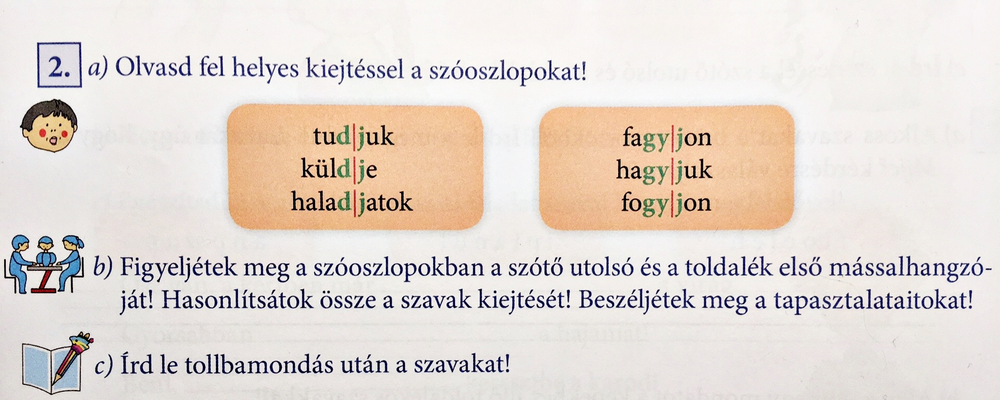 2. a) Olvasd fel helyes kiejtéssel a szóoszlopokat!
tud|juk
küld|je
halad|jatok
fagy|jon
hagy|juk
fogy|jon
b) Figyeljétek meg a szóoszlopokban a szótő utolsó és a toldalék első mássalhangzó-
ját! Hasonlítsátok össze a szavak kiejtését! Beszéljétek meg a tapasztalataitokat!
c) Írd le tollbamondás után a szavakat!